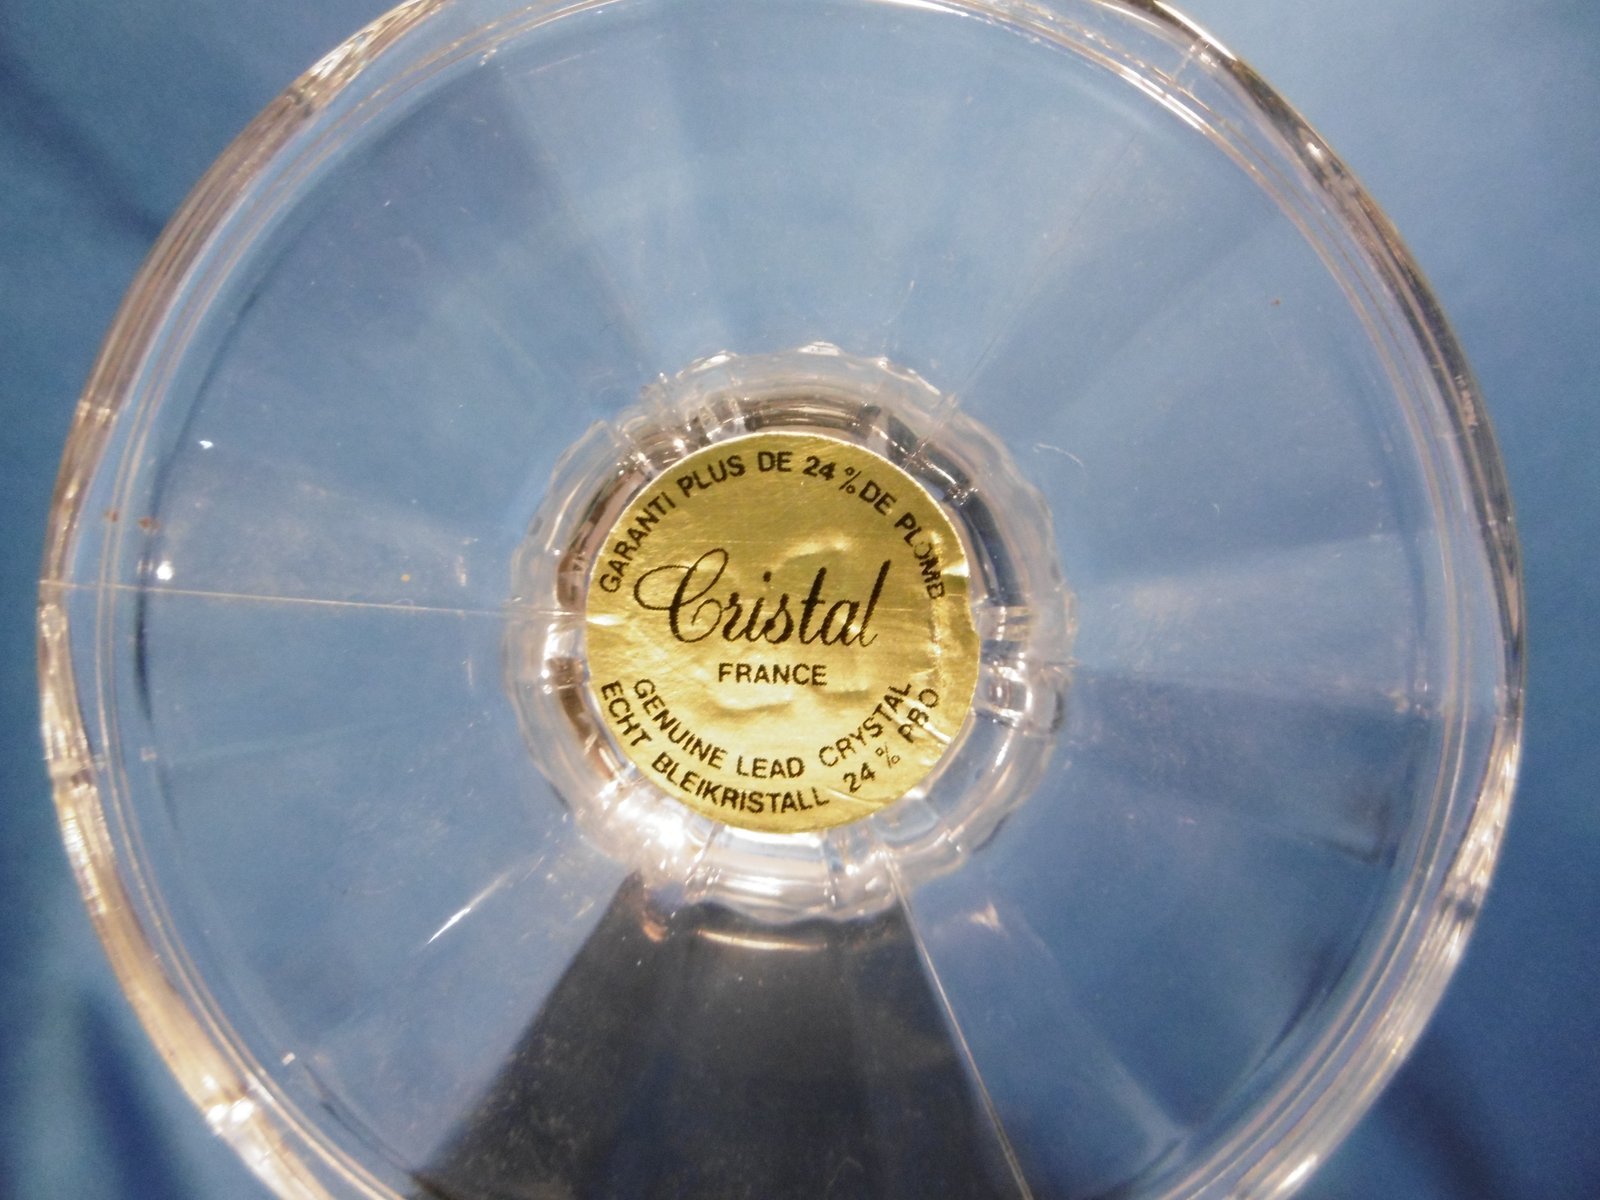 GARANTI PLUS DE 24% DE PLOMB
Cristal
FRANCE
GENUINE LEAD CRYSTAL
ECHT BLEIKRISTALL 24% PBO